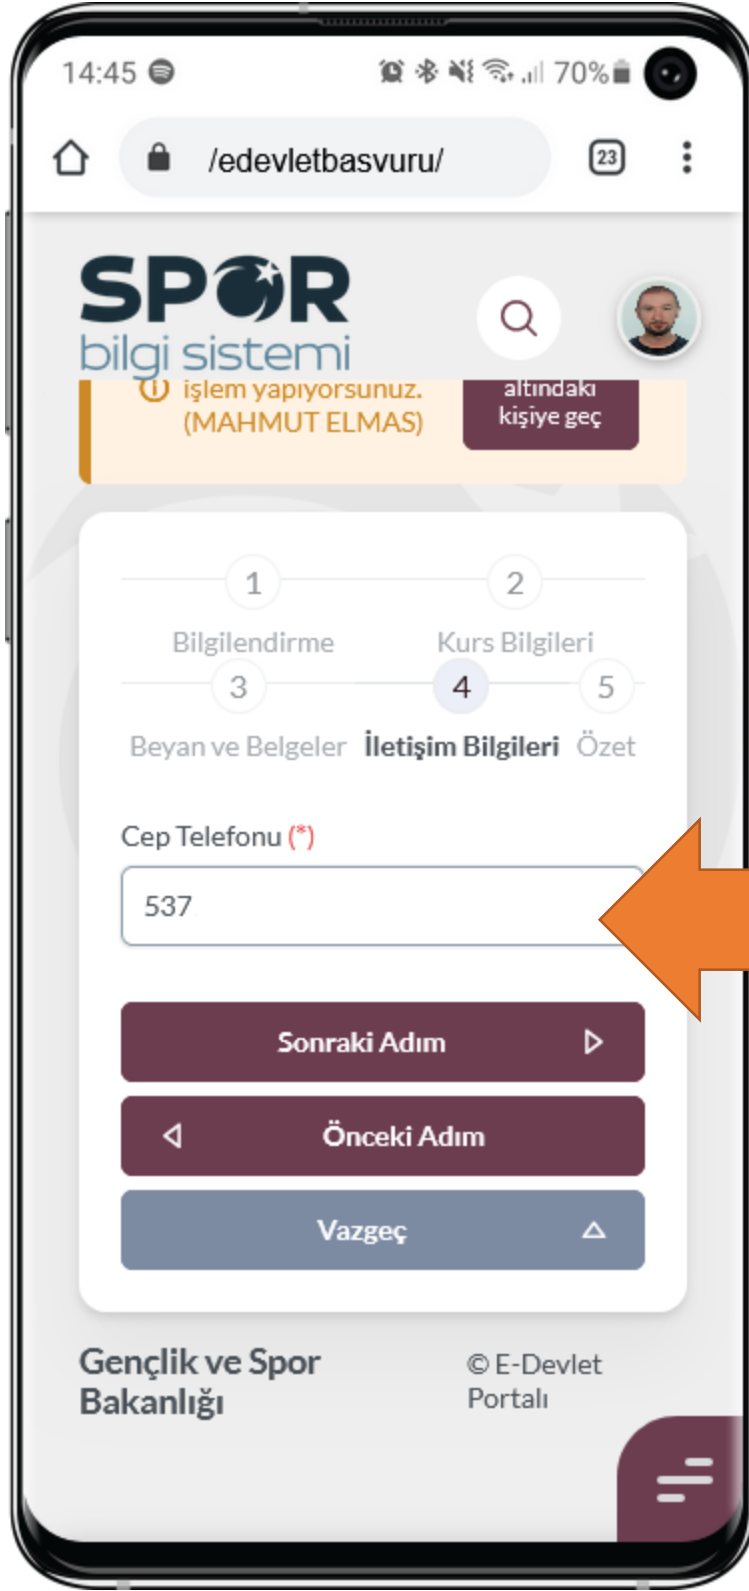 14:45
70%
/edevletbasvuru/
23
SPOR
bilgi sistemi
işlem yapıyorsunuz.
(MAHMUT ELMAS)
altındaki
kişiye geç
1
2
Bilgilendirme
Kurs Bilgileri
3
4
5
Beyan ve Belgeler
İletişim Bilgileri
Özet
Cep Telefonu (*)
537
Sonraki Adım
Önceki Adım
Vazgeç
Gençlik ve Spor
Bakanlığı
© E-Devlet
Portalı